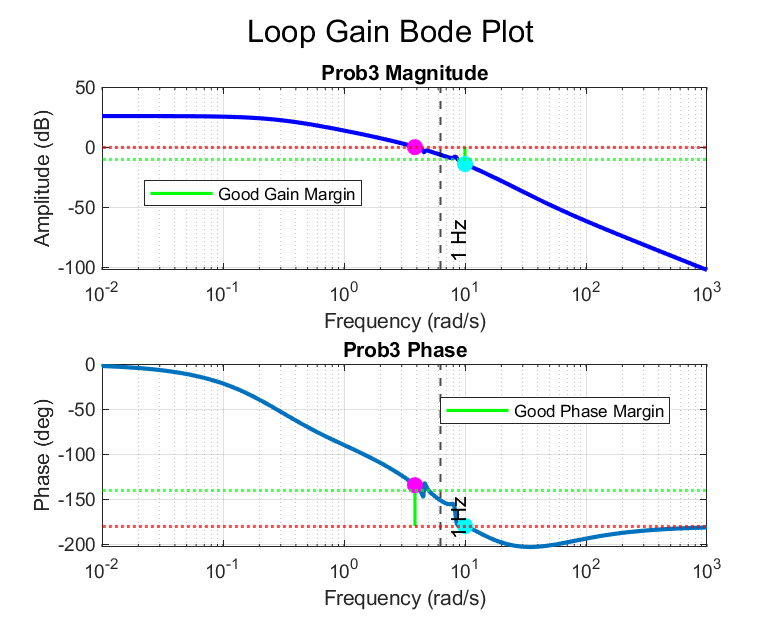 Loop Gain Bode Plot
Prob3 Magnitude
50
0
-50
-100
Amplitude (dB)
Good Gain Margin
1 Hz
10^-2
10^-1
10^0
10^1
10^2
10^3
Frequency (rad/s)
Prob3 Phase
0
-50
-100
-150
-200
Phase (deg)
Good Phase Margin
1 Hz
10^-2
10^-1
10^0
10^1
10^2
10^3
Frequency (rad/s)